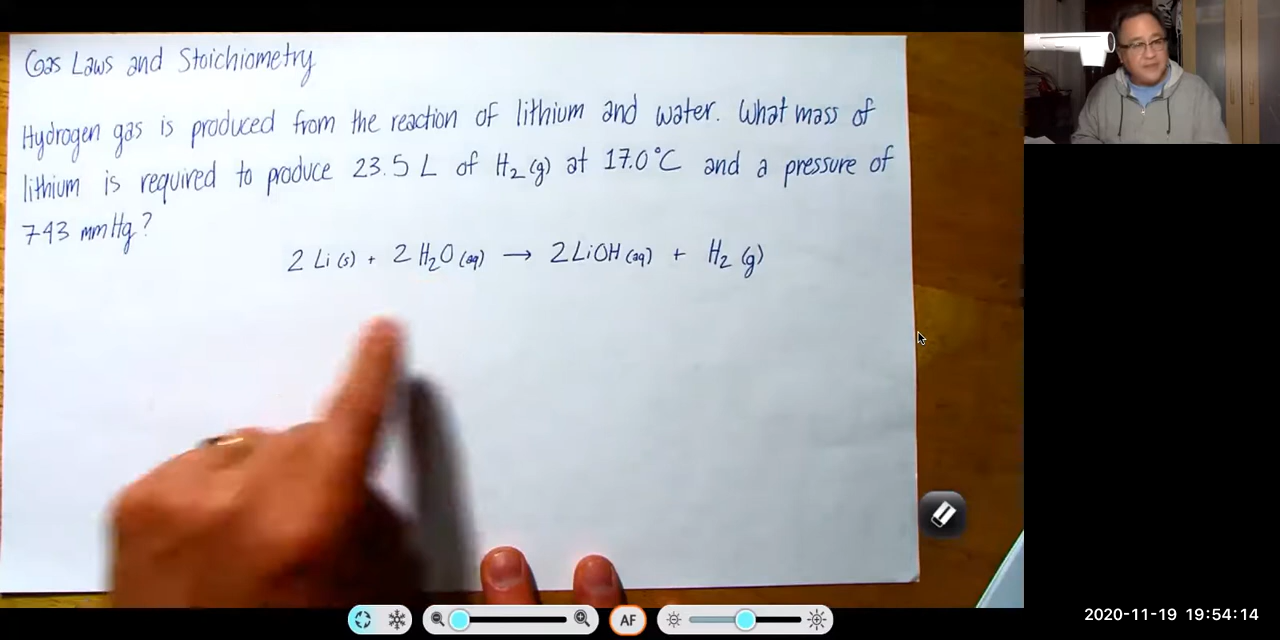 Gas Laws and Stoichiometry
Hydrogen gas is produced from the reaction of lithium and water. What mass of
lithium is required to produce 23.5 L of H₂ (g) at 17.0°C and a pressure of
743 mmHg?
2 Li (s) + 2 H₂O (aq) → 2 LiOH (aq) + H₂ (g)
AF
2020-11-19 19:54:14